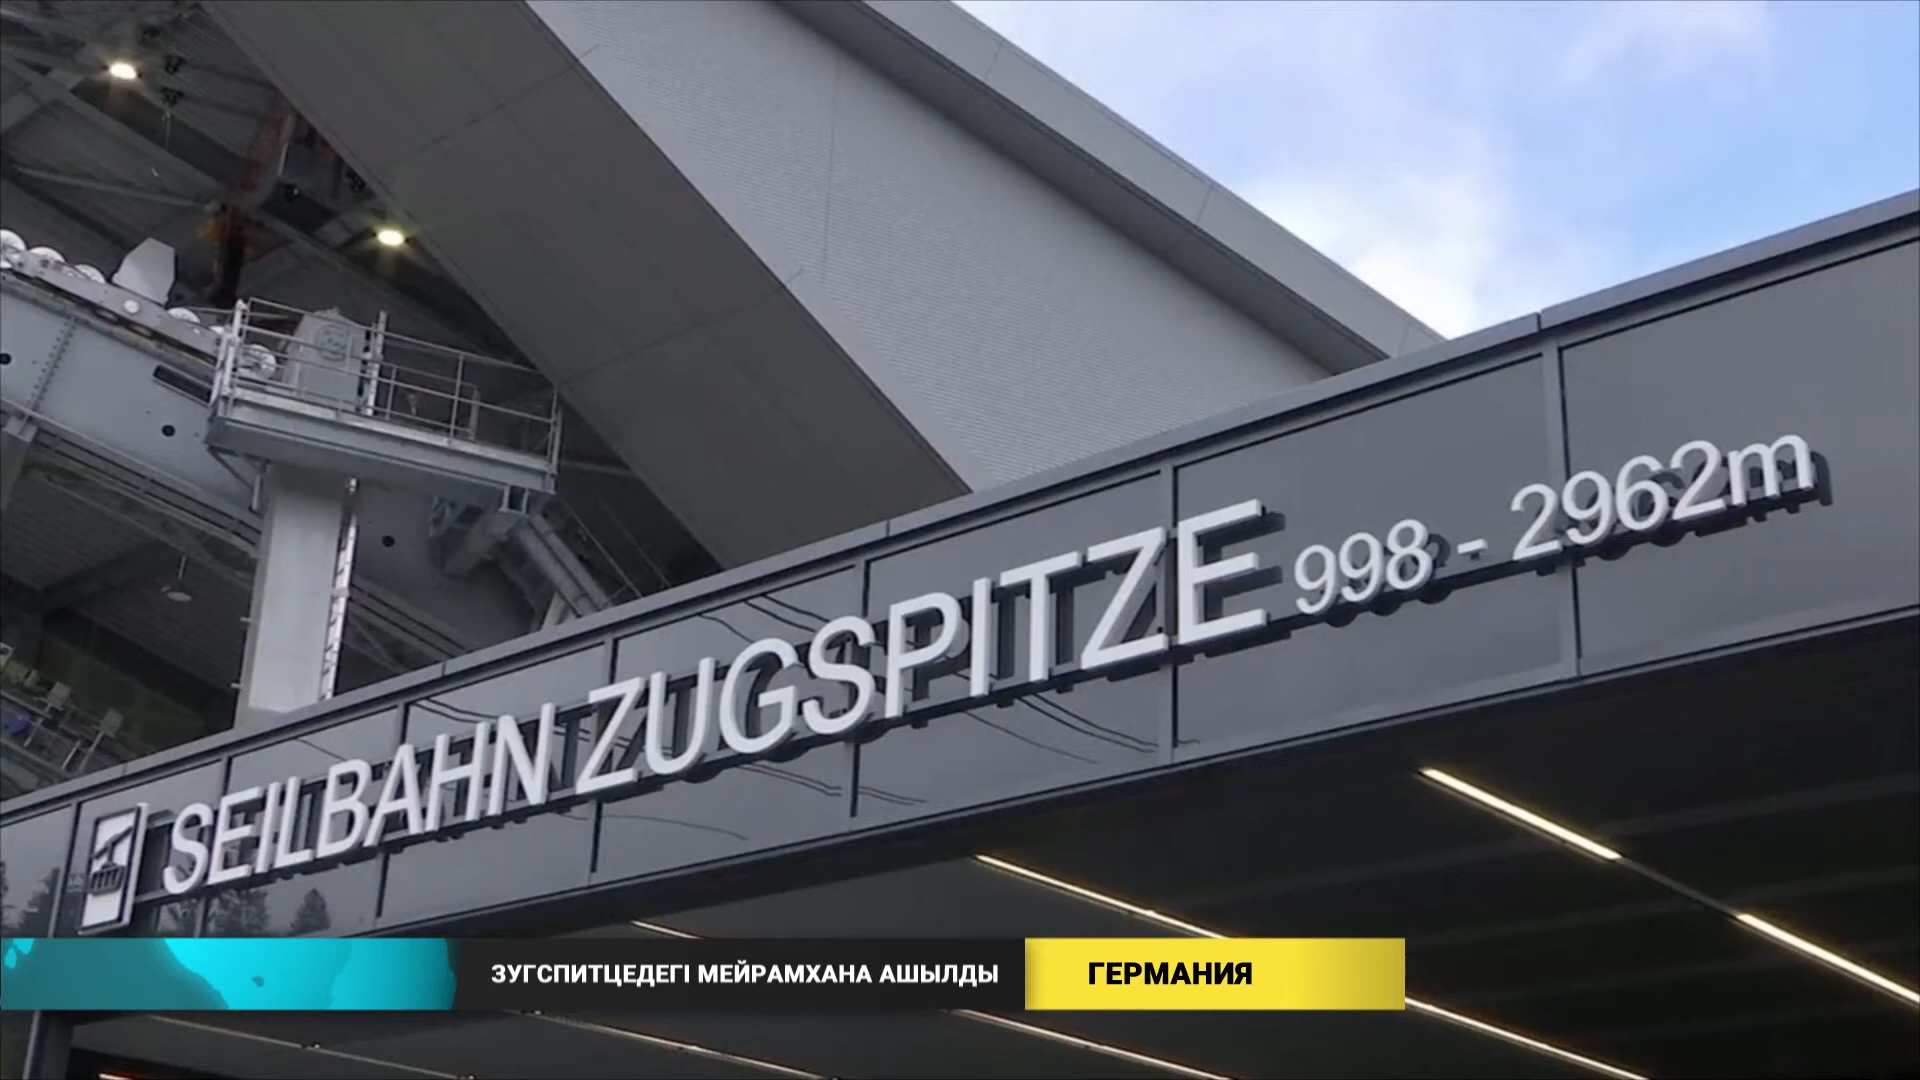 SEILBAHN ZUGSPITZE 998 - 2962m
ЗУГСПИТЦЕДЕГІ МЕЙРАМХАНА АШЫЛДЫ
ГЕРМАНИЯ